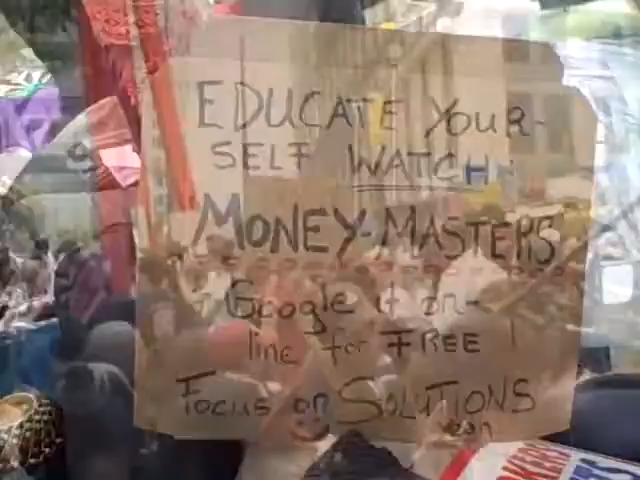 EDUCATE YOUR-
SELF WATCH
MONEY-MASTERS
Google it on-
line for FREE !
FOCUS on SOLUTIONS